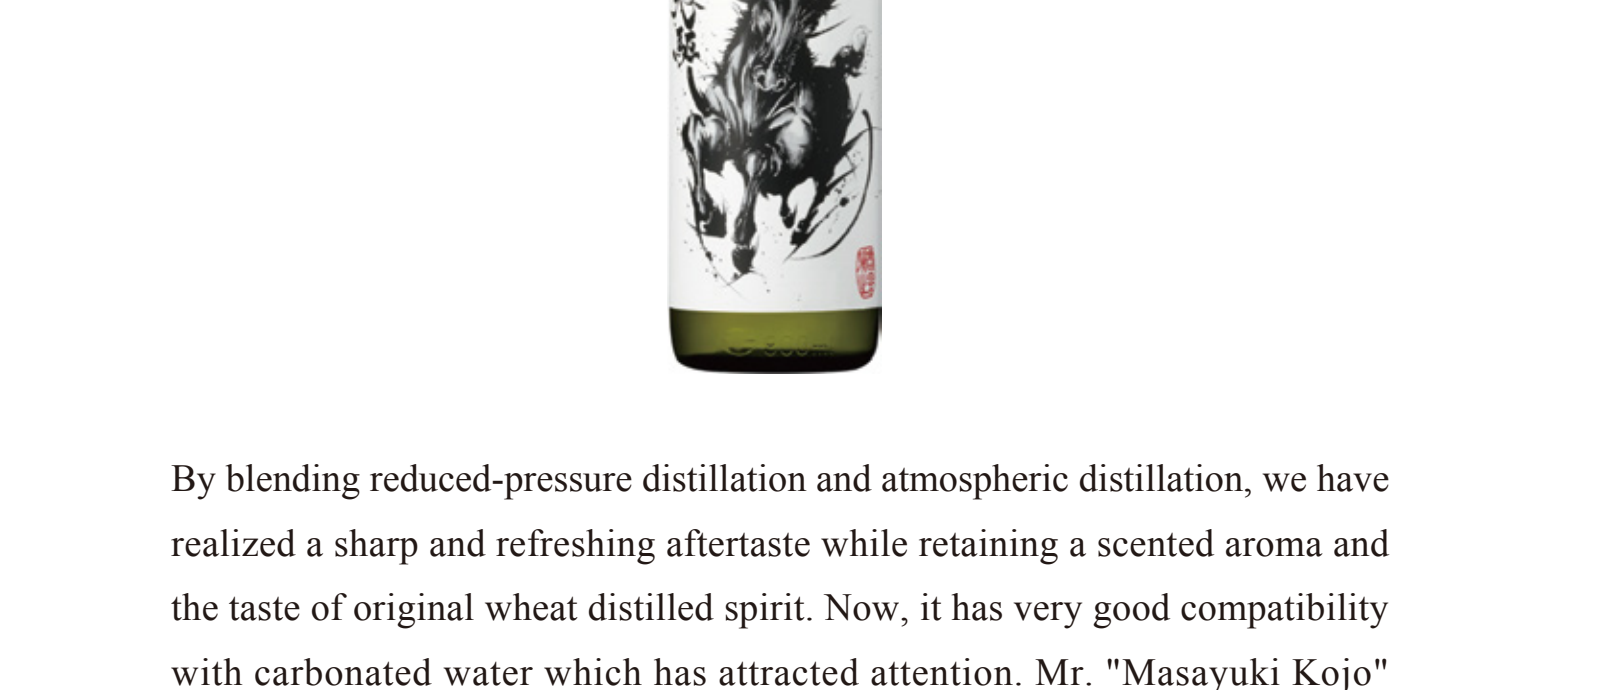 駆
By blending reduced-pressure distillation and atmospheric distillation, we have
realized a sharp and refreshing aftertaste while retaining a scented aroma and
the taste of original wheat distilled spirit. Now, it has very good compatibility
with carbonated water which has attracted attention. Mr. "Masayuki Kojo"